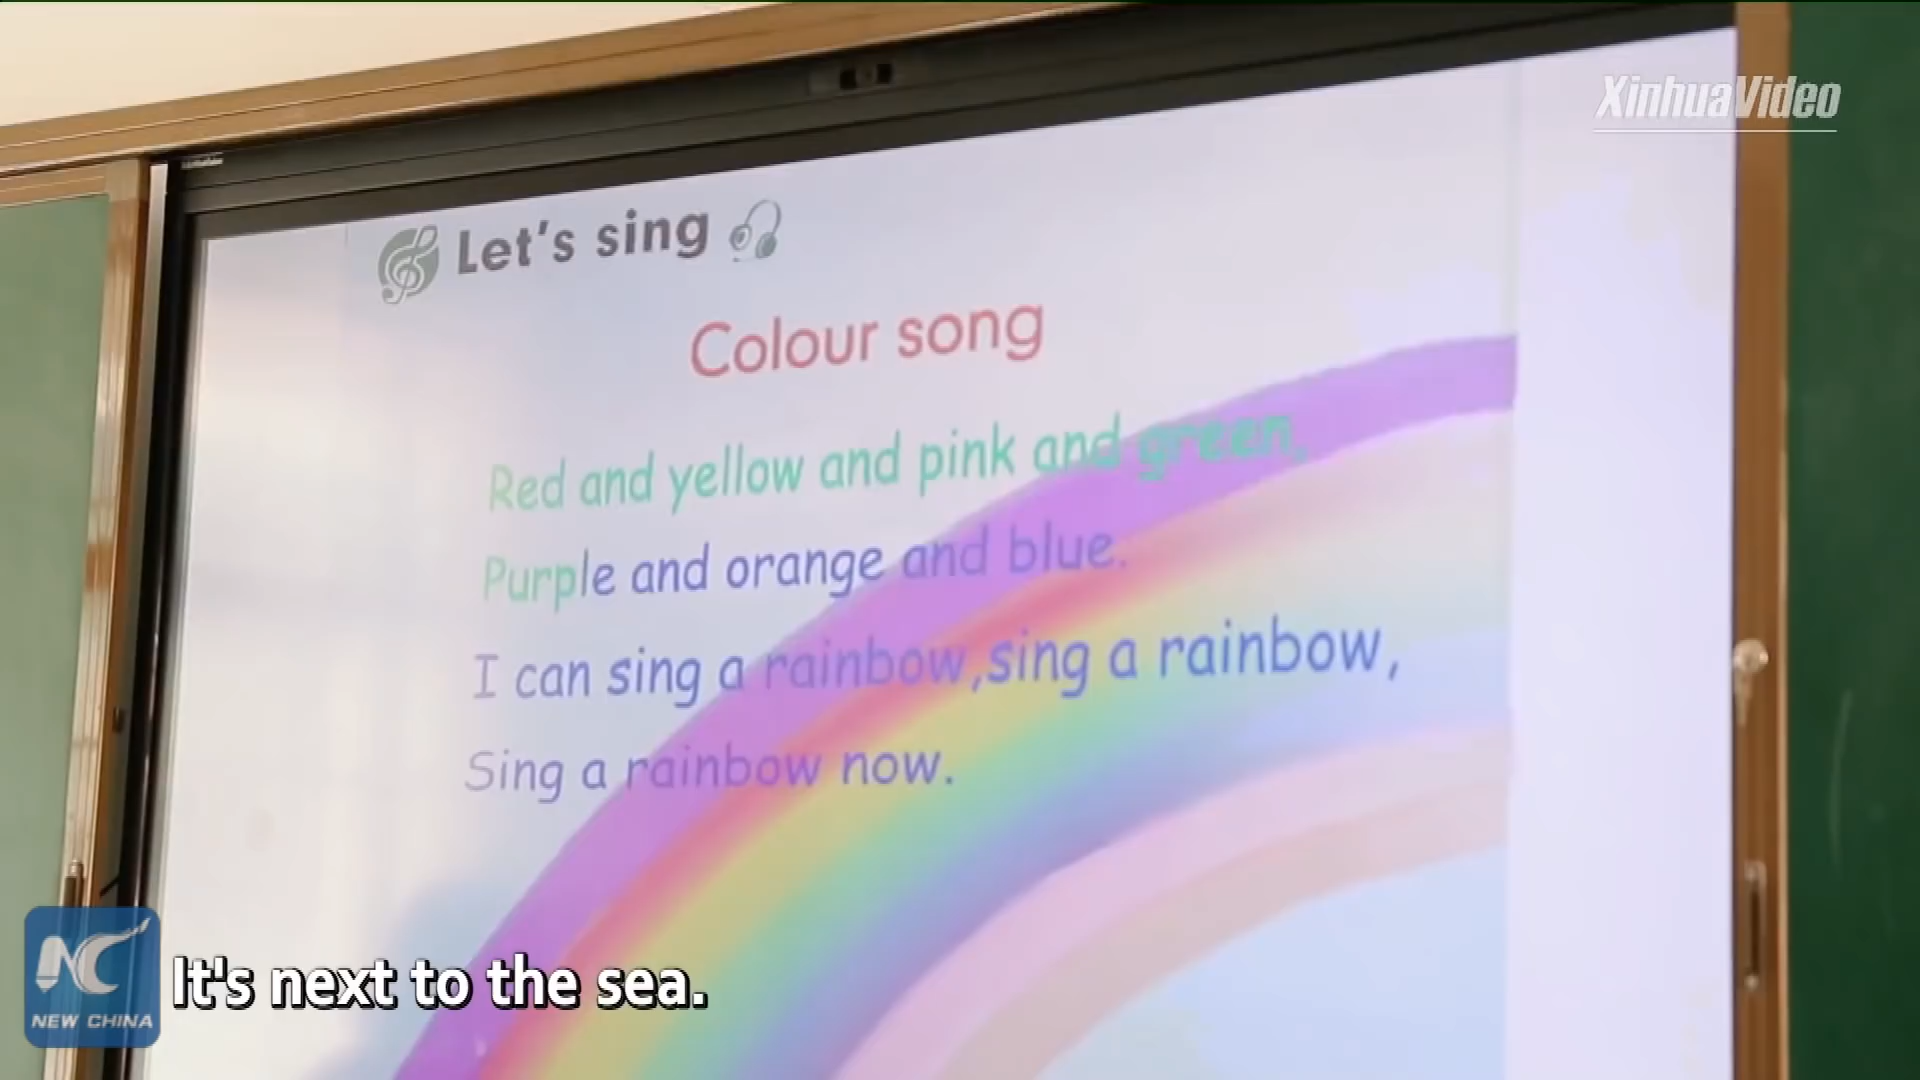 XinhuaVideo
Let's sing
Colour song
Red and yellow and pink and green,
Purple and orange and blue.
I can sing a rainbow,sing a rainbow,
Sing a rainbow now.
It's next to the sea.
NC
NEW CHINA